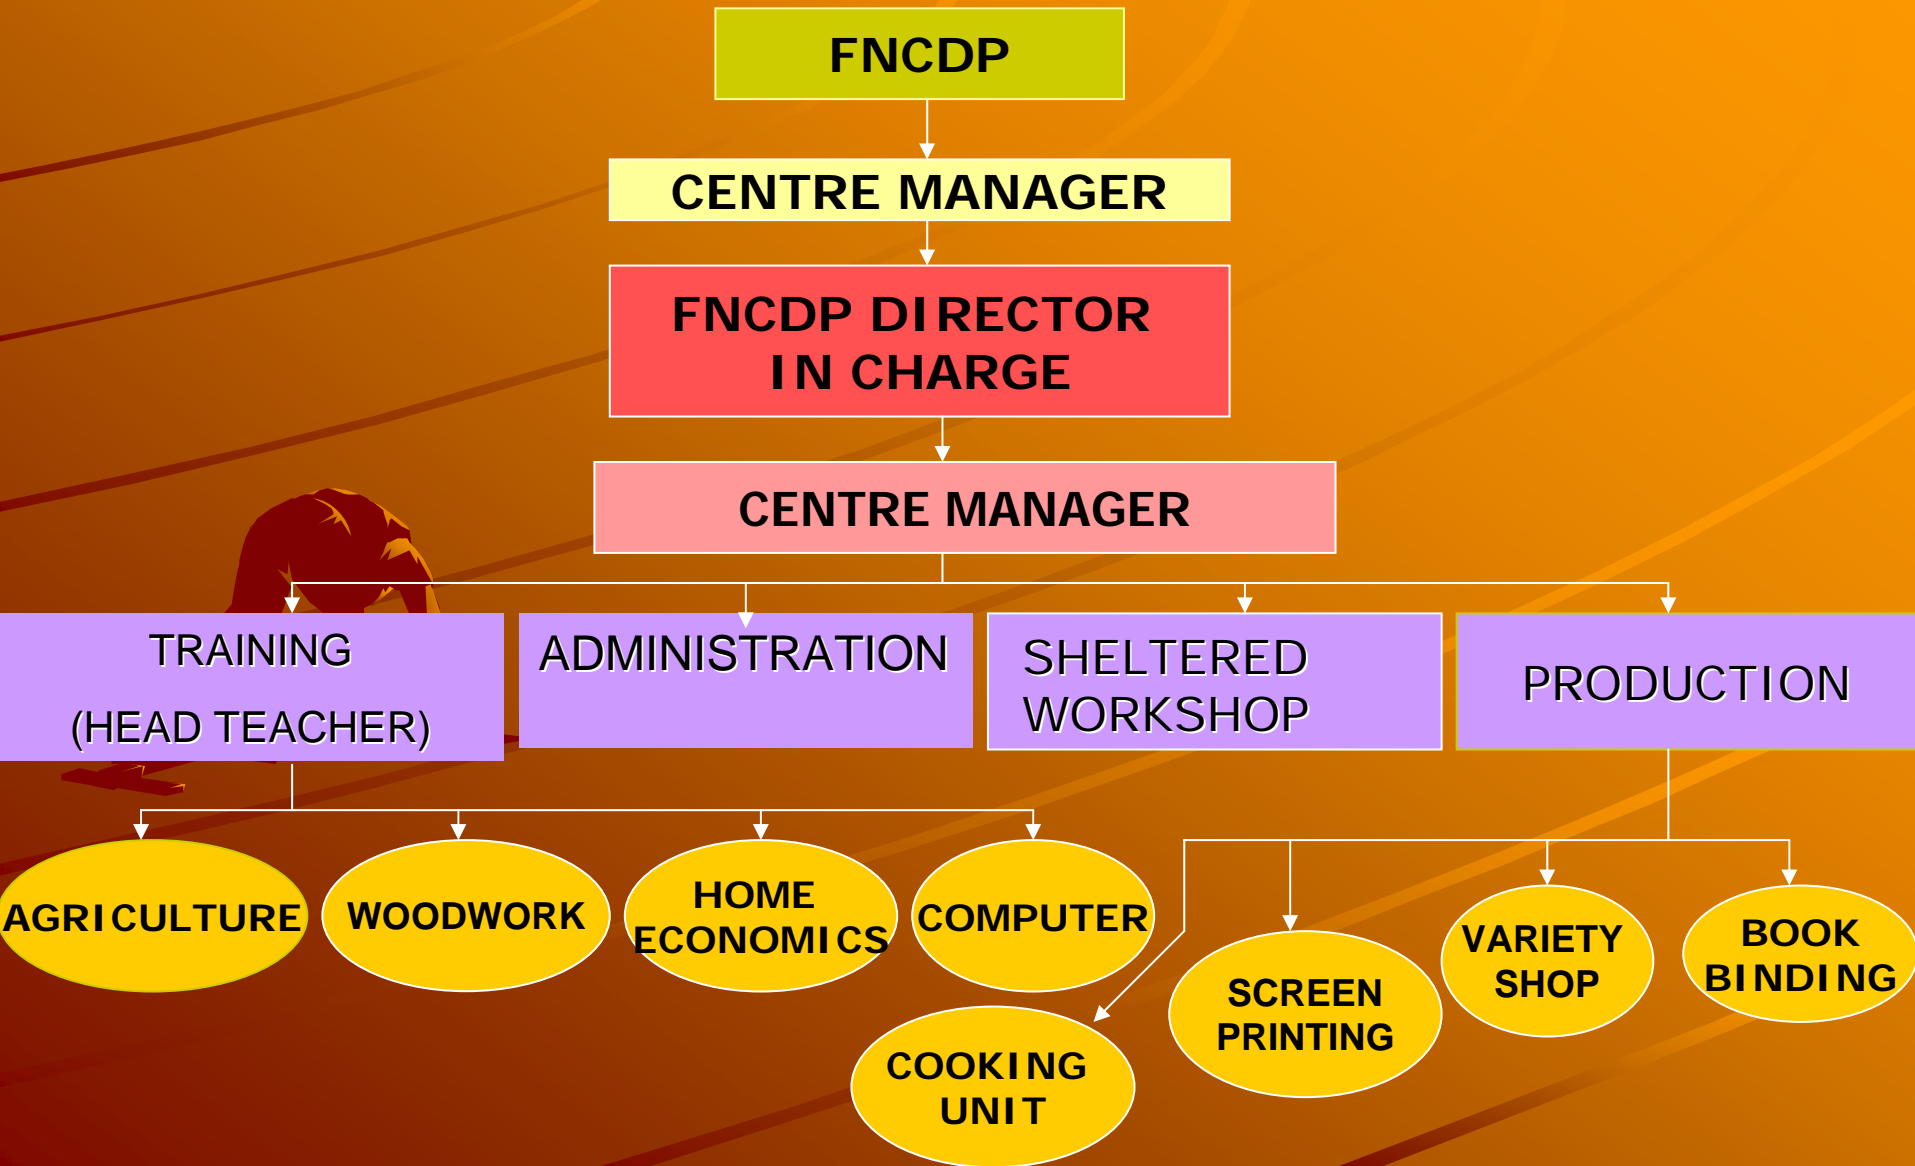 FNCDP
CENTRE MANAGER
FNCDP DIRECTOR
IN CHARGE
CENTRE MANAGER
TRAINING
(HEAD TEACHER)
ADMINISTRATION
SHELTERED
WORKSHOP
PRODUCTION
AGRICULTURE
WOODWORK
HOME
ECONOMICS
COMPUTER
COOKING
UNIT
SCREEN
PRINTING
VARIETY
SHOP
BOOK
BINDING